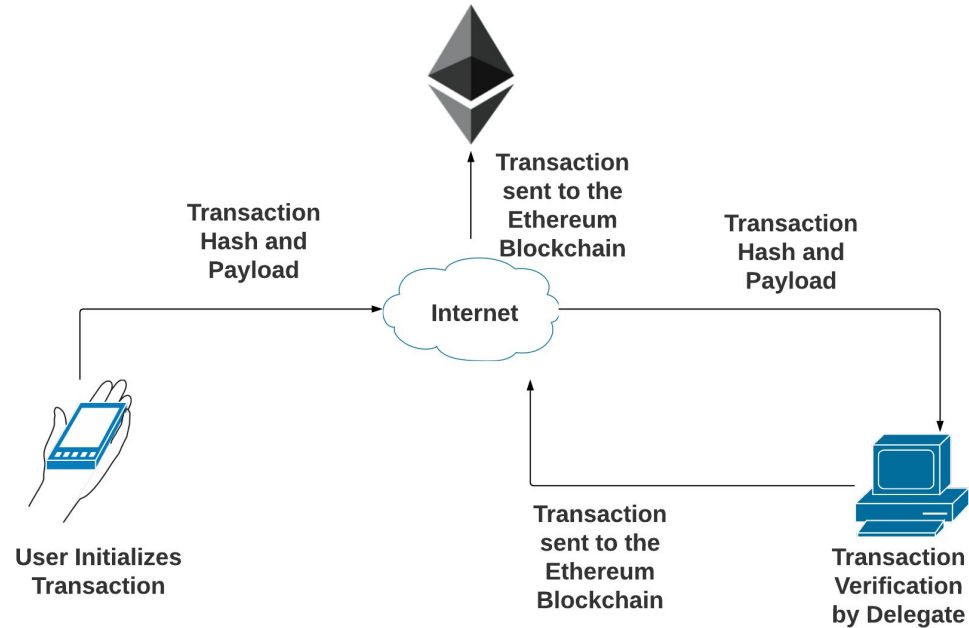 Transaction
sent to the
Ethereum
Blockchain
Transaction
Hash and
Payload
Transaction
Hash and
Payload
Internet
Transaction
sent to the
Ethereum
Blockchain
User Initializes
Transaction
Transaction
Verification
by Delegate